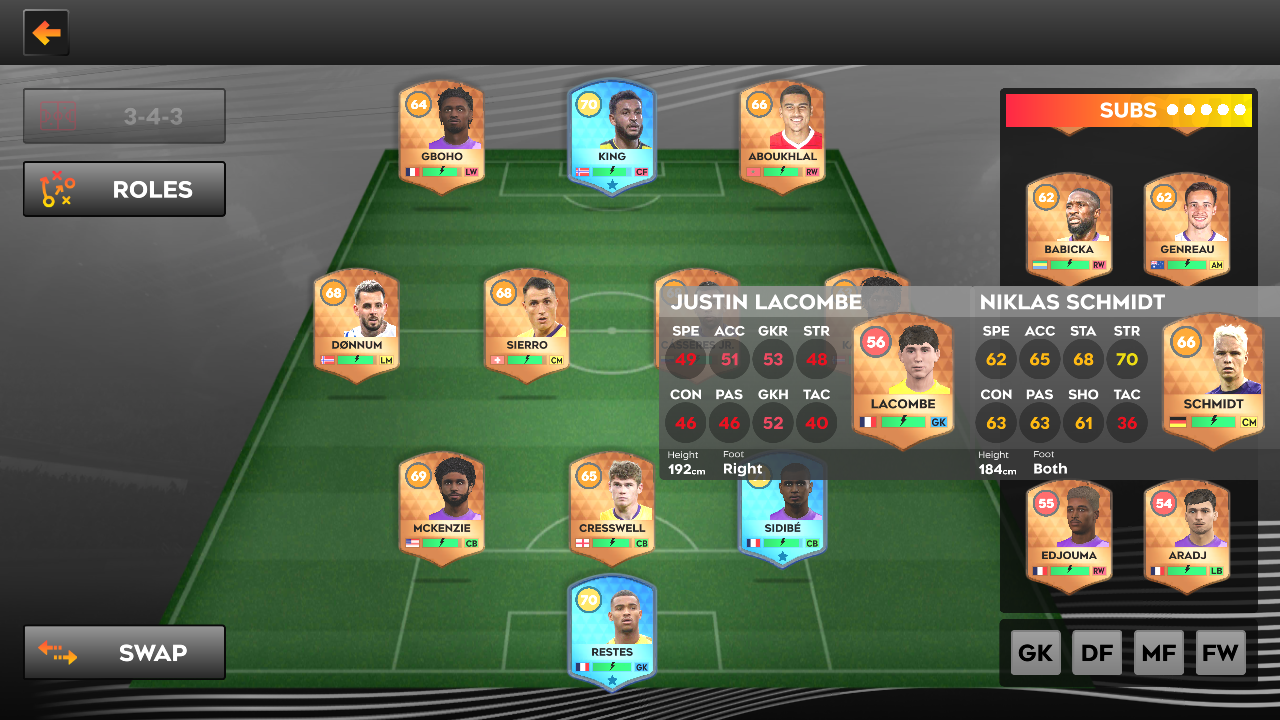 3-4-3
ROLES
SUBS
64
GBOHO
LW
70
KING
CF
66
ABOUKHLAL
RW
62
BABICKA
RW
62
GENREAU
AM
68
DØNNUM
LM
68
SIERRO
CM
CASSERES JR.
JUSTIN LACOMBE
SPE ACC GKR STR
49 51 53 48
CON PAS GKH TAC
46 46 52 40
Height Foot
192cm Right
56
LACOMBE
GK
NIKLAS SCHMIDT
SPE ACC STA STR
62 65 68 70
CON PAS SHO TAC
63 63 61 36
Height Foot
184cm Both
66
SCHMIDT
CM
69
MCKENZIE
CB
65
CRESSWELL
CB
SIDIBÉ
CB
55
EDJOUMA
RW
54
ARADJ
LB
70
RESTES
GK
SWAP
GK DF MF FW